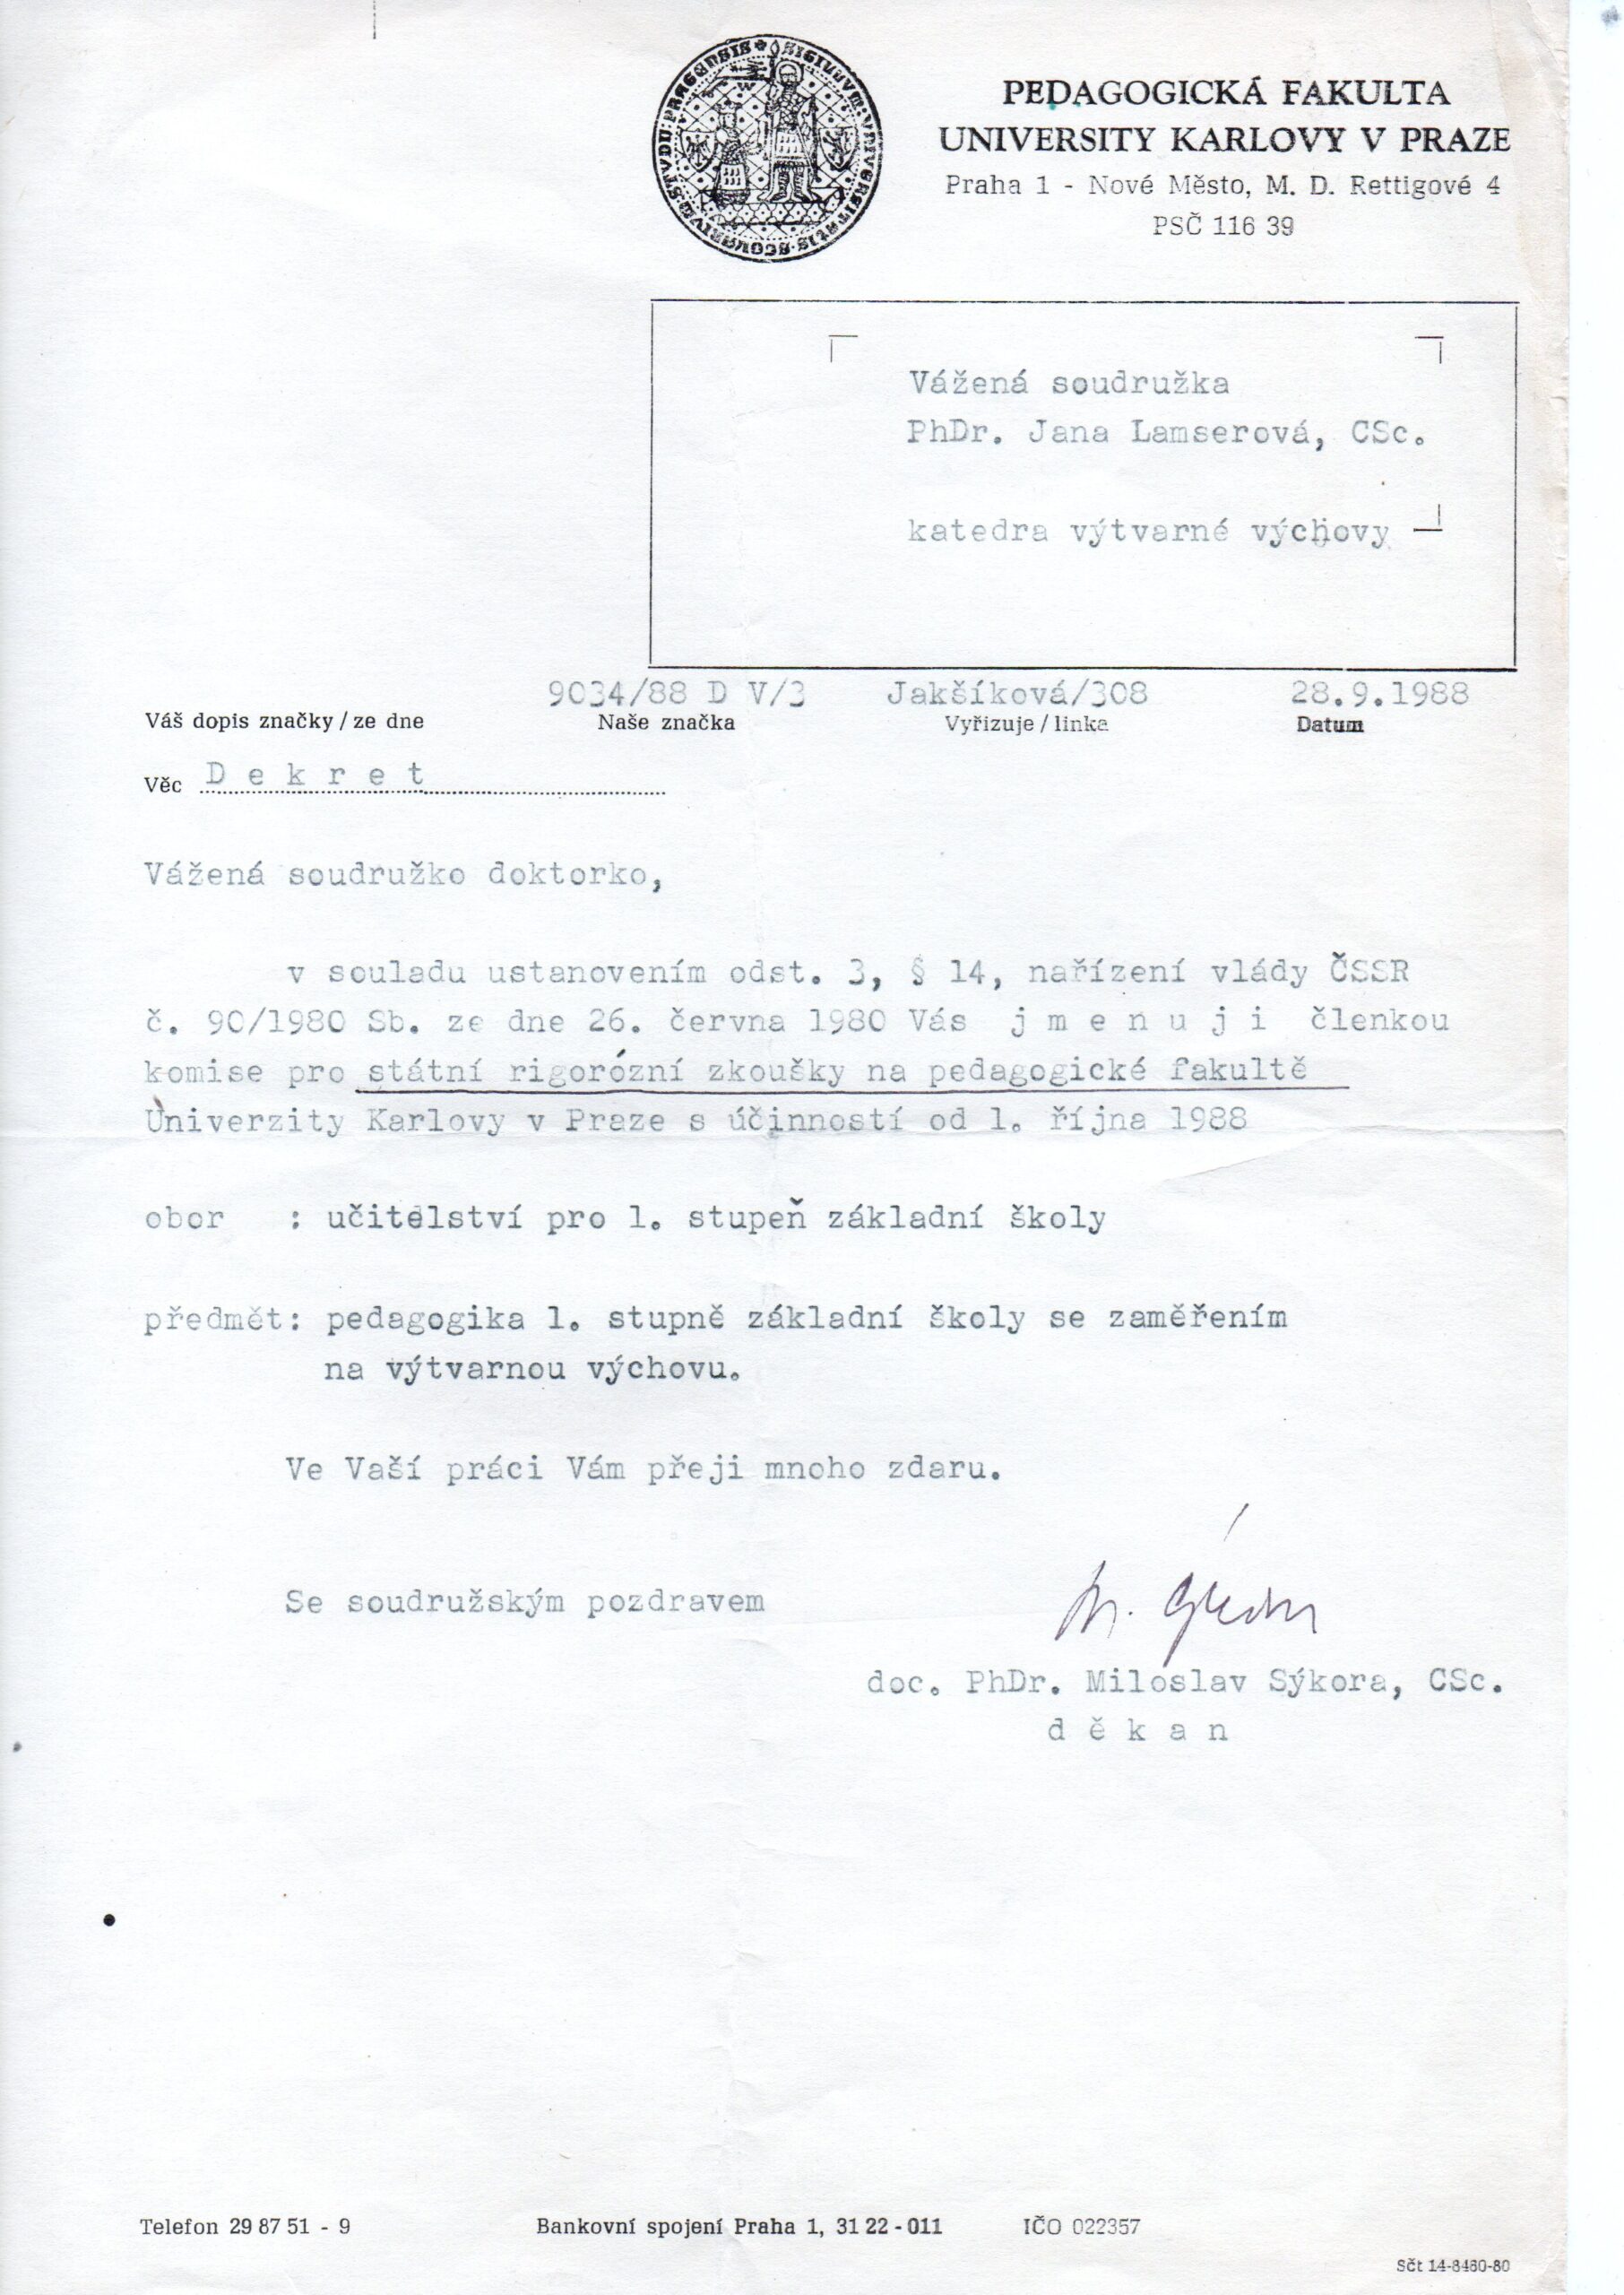 PEDAGOGICKÁ FAKULTA
UNIVERSITY KARLOVY V PRAZE
Praha 1 - Nové Město, M. D. Rettigové 4
PSČ 116 39
Vážená soudružka
PhDr. Jana Lamserová, CSc.
katedra výtvarné výchovy
9034/88 D V/3 Jakšíková/308 28.9.1988
Váš dopis značky / ze dne Naše značka Vyřizuje / linka Datum
Věc D e k r e t
Vážená soudružko doktorko,
v souladu ustanovením odst. 3, § 14, nařízení vlády ČSSR
č. 90/1980 Sb. ze dne 26. června 1980 Vás j m e n u j i členkou
komise pro státní rigorózní zkoušky na pedagogické fakultě
Univerzity Karlovy v Praze s účinností od 1. října 1988
obor : učitelství pro 1. stupeň základní školy
předmět: pedagogika 1. stupně základní školy se zaměřením
na výtvarnou výchovu.
Ve Vaší práci Vám přeji mnoho zdaru.
Se soudružským pozdravem
doc. PhDr. Miloslav Sýkora, CSc.
d ě k a n
Telefon 29 87 51 - 9 Bankovní spojení Praha 1, 31 22 - 011 IČO 022357
Sčt 14-8460-80